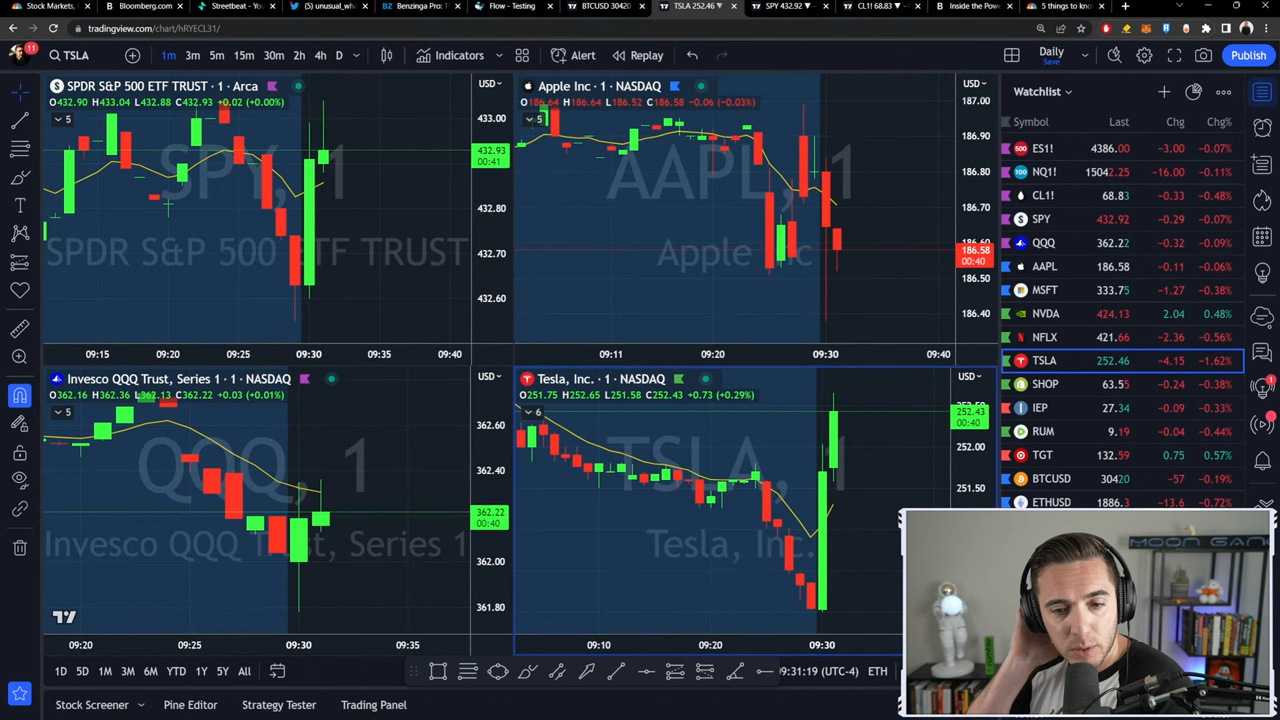 Stock Markets,
Bloomberg.com
Streetbeat - You
(5) unusual_wh
Benzinga Pro:
Flow - Testing
BTCUSD 30420
TSLA 252.46
SPY 432.92
CL1! 68.83
Inside the Pow
5 things to kno
tradingview.com/chart/hRYECL31/
11
TSLA
1m 3m 5m 15m 30m 1h 2h 4h D
Indicators
Alert
Replay
Daily
Save
Publish
SPDR S&P 500 ETF TRUST · 1 · Arca
O432.90 H433.04 L432.88 C432.93 +0.02 (+0.00%)
5
USD
SPY, 1
SPDR S&P 500 ETF TRUST
433.00
432.93
00:41
432.80
432.70
432.60
09:15 09:20 09:25 09:30 09:35 09:40
Apple Inc · 1 · NASDAQ
O186.64 H186.64 L186.52 C186.58 −0.06 (−0.03%)
5
USD
AAPL, 1
Apple Inc
187.00
186.90
186.80
186.70
186.60
186.58
00:40
186.50
186.40
09:11 09:20 09:30 09:40
Invesco QQQ Trust, Series 1 · 1 · NASDAQ
O362.16 H362.36 L362.13 C362.22 +0.03 (+0.01%)
5
USD
QQQ, 1
Invesco QQQ Trust, Series 1
362.60
362.40
362.22
00:40
362.00
361.80
09:20 09:25 09:30 09:35
Tesla, Inc. · 1 · NASDAQ
O251.75 H252.65 L251.58 C252.43 +0.73 (+0.29%)
6
USD
TSLA, 1
Tesla, Inc.
252.43
00:40
252.00
251.50
09:10 09:20 09:30
Watchlist
Symbol Last Chg Chg%
ES1! 4386.00 −3.00 −0.07%
NQ1! 15042.25 −16.00 −0.11%
CL1! 68.83 −0.33 −0.48%
SPY 432.92 −0.29 −0.07%
QQQ 362.22 −0.32 −0.09%
AAPL 186.58 −0.11 −0.06%
MSFT 333.75 −1.27 −0.38%
NVDA 424.13 2.04 0.48%
NFLX 421.66 −2.36 −0.56%
TSLA 252.46 −4.15 −1.62%
SHOP 63.55 −0.24 −0.38%
IEP 27.34 −0.09 −0.33%
RUM 9.19 −0.04 −0.44%
TGT 132.59 0.75 0.57%
BTCUSD 30420 −57 −0.19%
ETHUSD 1886.3 −13.6 −0.72%
MOON GANG
1D 5D 1M 3M 6M YTD 1Y 5Y All
09:31:19 (UTC-4) ETH
Stock Screener
Pine Editor
Strategy Tester
Trading Panel